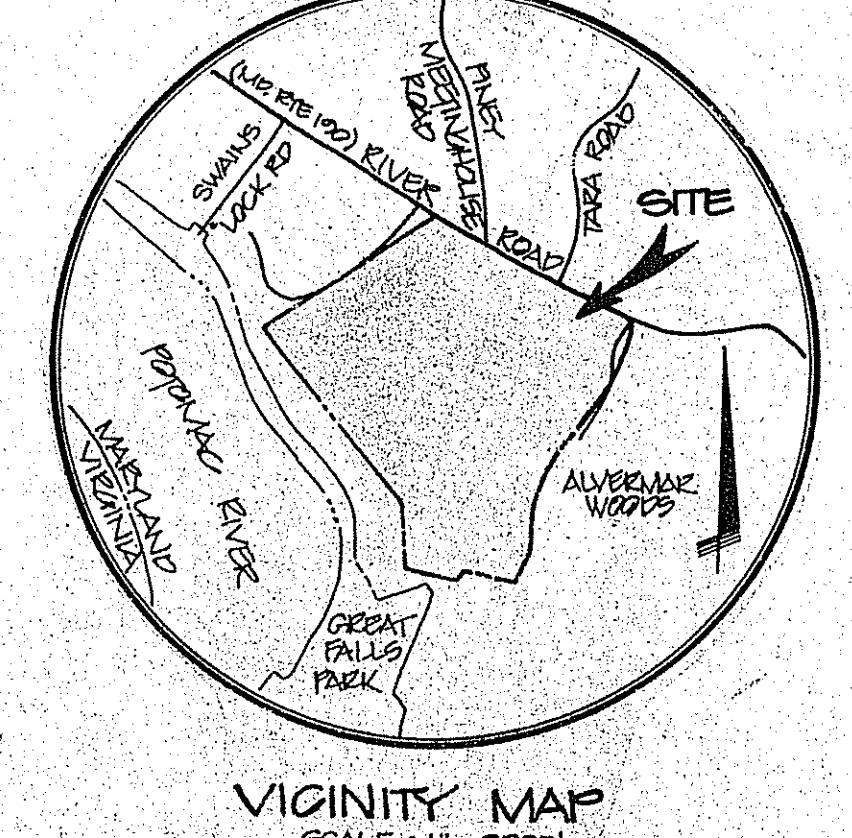 (MD. RTE 190) RIVER ROAD
PINEY
MEETINGHOUSE
ROAD
TARA ROAD
SWAINS
LOCK RD
SITE
POTOMAC RIVER
MARYLAND
VIRGINIA
ALVERMAR
WOODS
GREAT
FALLS
PARK
VICINITY MAP